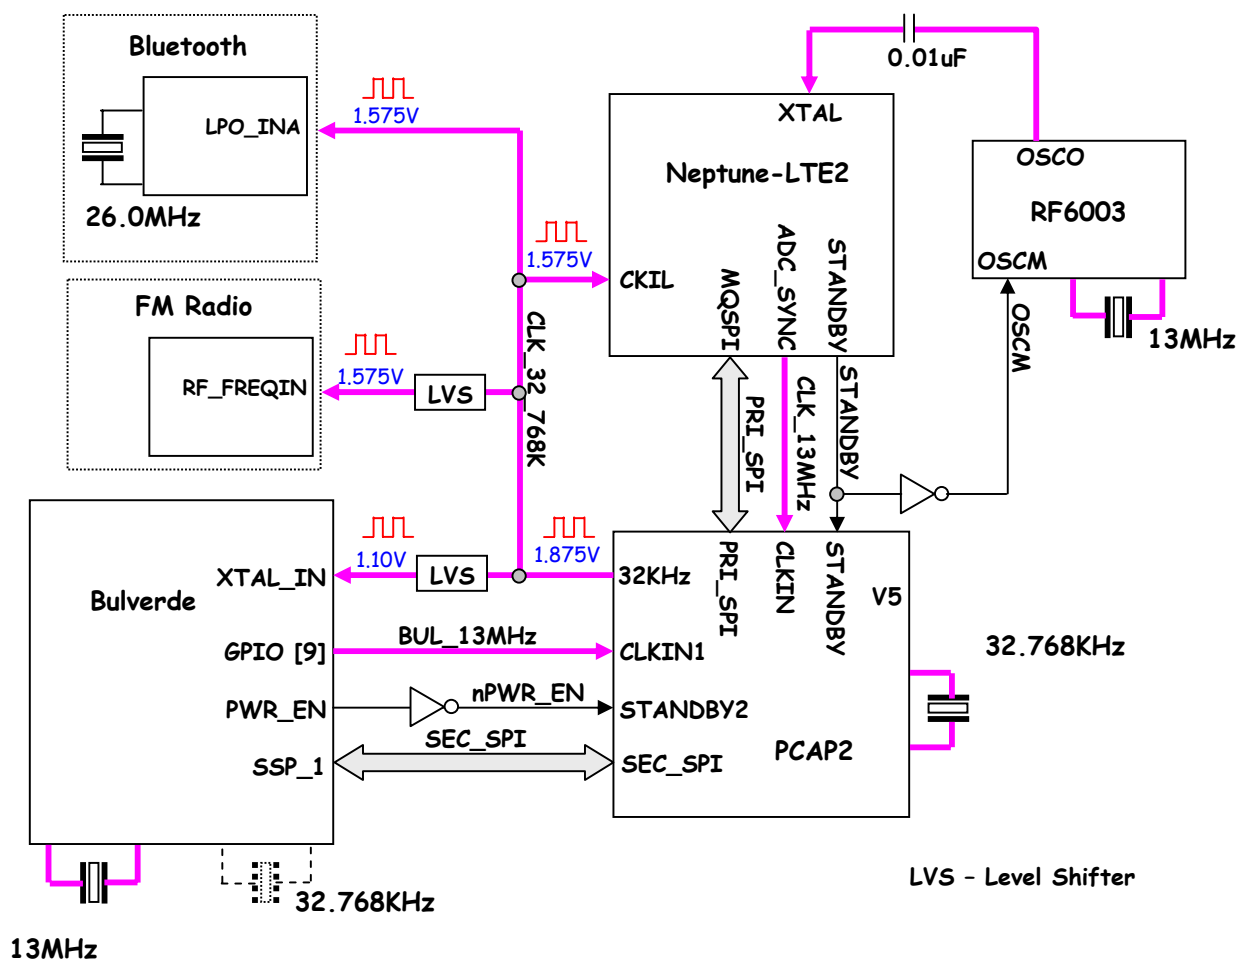 Bluetooth
LPO_INA
26.0MHz
1.575V
0.01uF
XTAL
Neptune-LTE2
CKIL
MQSPI
ADC_SYNC
STANDBY
OSCO
RF6003
OSCM
13MHz
1.575V
FM Radio
RF_FREQIN
1.575V
LVS
CLK_32_768K
PRI_SPI
CLK_13MHz
STANDBY
OSCM
Bulverde
XTAL_IN
GPIO [9]
PWR_EN
SSP_1
1.10V
LVS
1.875V
BUL_13MHz
nPWR_EN
SEC_SPI
32KHz
CLKIN1
STANDBY2
SEC_SPI
PRI_SPI
CLKIN
STANDBY
V5
PCAP2
32.768KHz
13MHz
32.768KHz
LVS – Level Shifter